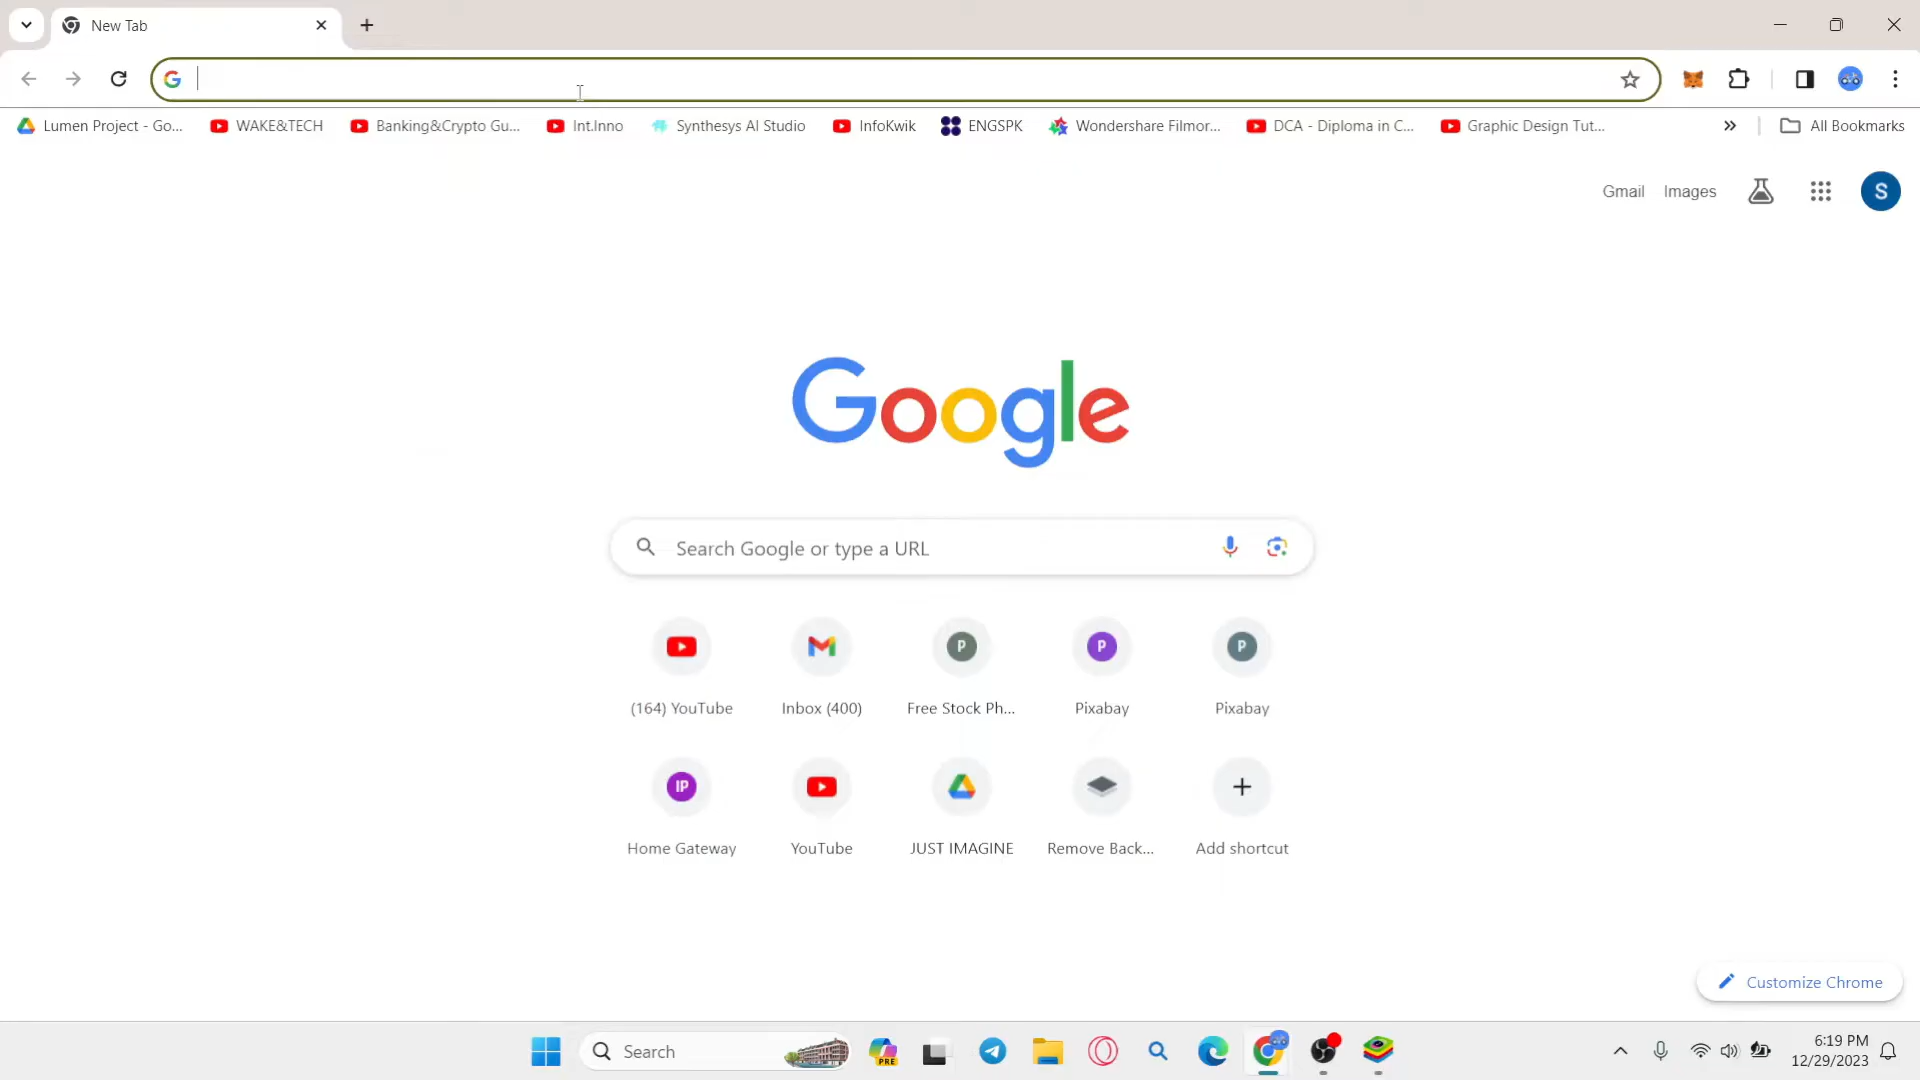 New Tab
Lumen Project - Go...
WAKE&TECH
Banking&Crypto Gu...
Int.Inno
Synthesys AI Studio
InfoKwik
ENGSPK
Wondershare Filmor...
DCA - Diploma in C...
Graphic Design Tut...
All Bookmarks
Gmail
Images
S
Google
Search Google or type a URL
P
P
P
(164) YouTube
Inbox (400)
Free Stock Ph...
Pixabay
Pixabay
IP
Home Gateway
YouTube
JUST IMAGINE
Remove Back...
Add shortcut
Customize Chrome
Search
PRE
6:19 PM
12/29/2023